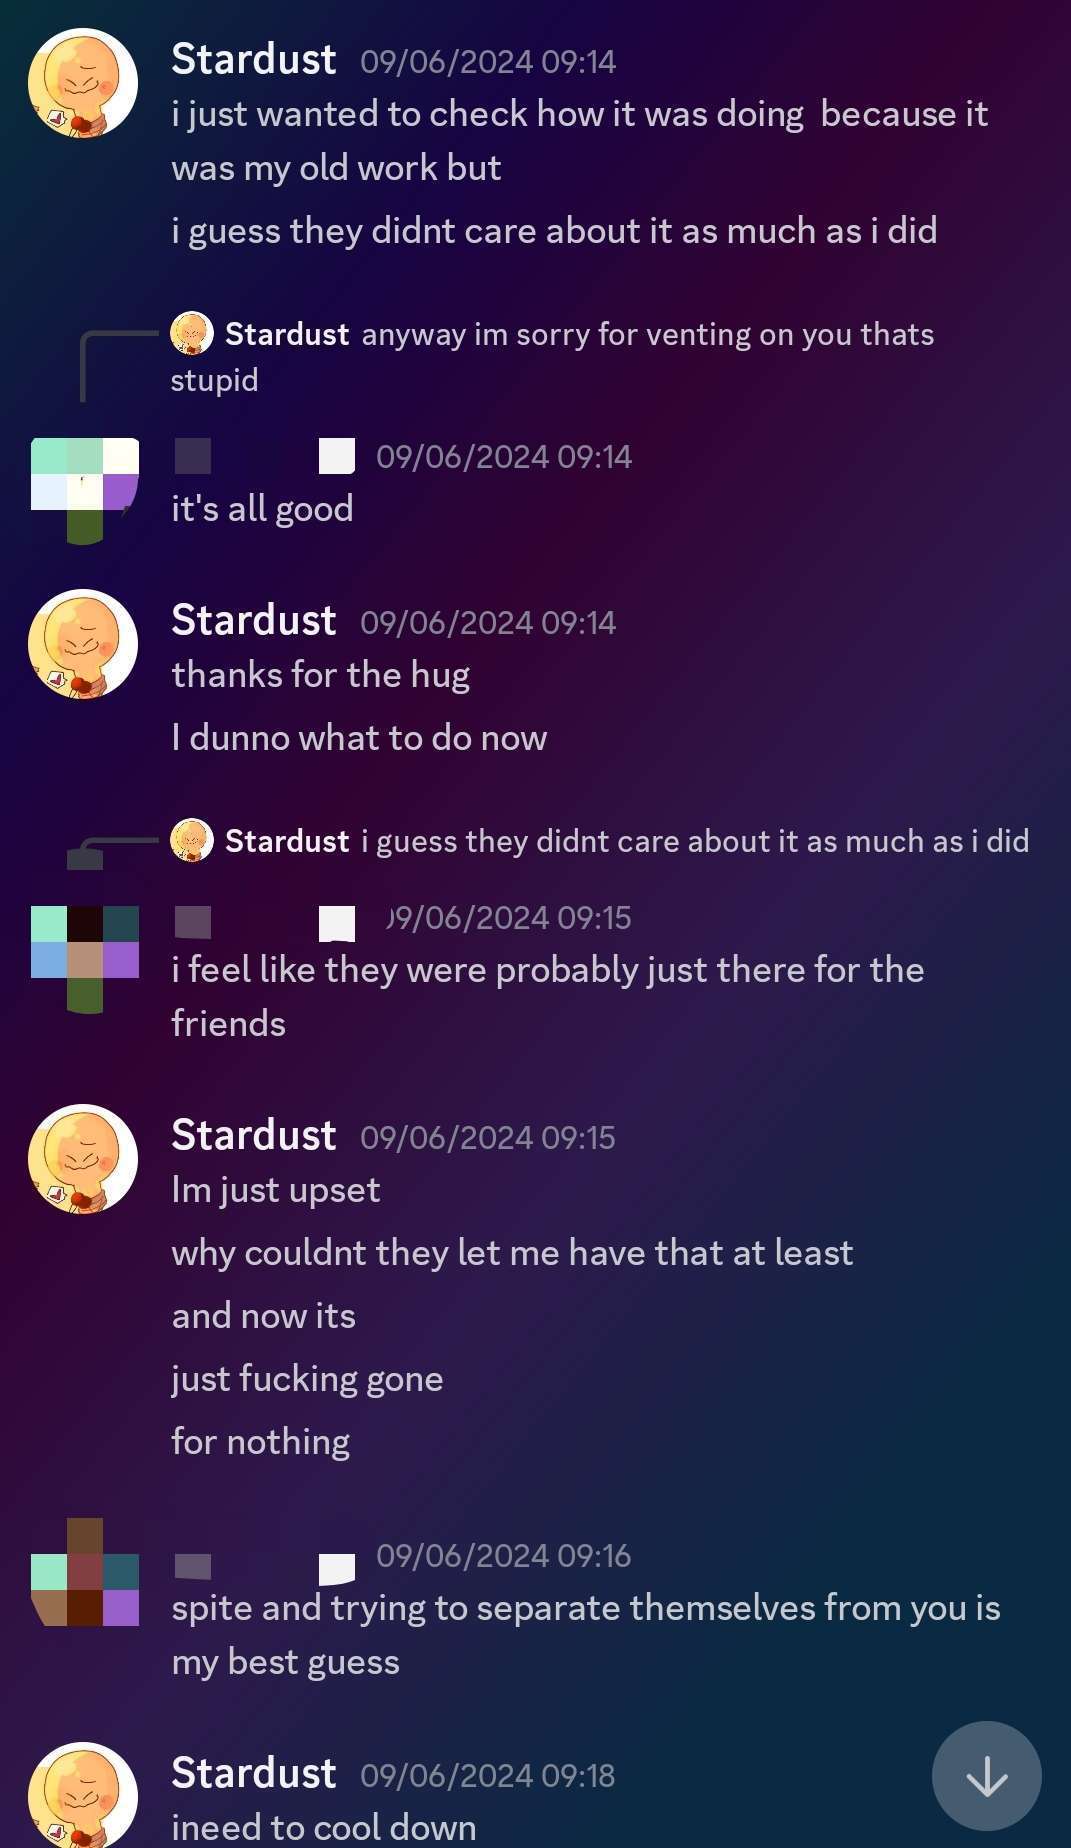 Stardust 09/06/2024 09:14
i just wanted to check how it was doing  because it
was my old work but
i guess they didnt care about it as much as i did
Stardust anyway im sorry for venting on you thats
stupid
09/06/2024 09:14
it's all good
Stardust 09/06/2024 09:14
thanks for the hug
I dunno what to do now
Stardust i guess they didnt care about it as much as i did
9/06/2024 09:15
i feel like they were probably just there for the
friends
Stardust 09/06/2024 09:15
Im just upset
why couldnt they let me have that at least
and now its
just fucking gone
for nothing
09/06/2024 09:16
spite and trying to separate themselves from you is
my best guess
Stardust 09/06/2024 09:18
ineed to cool down